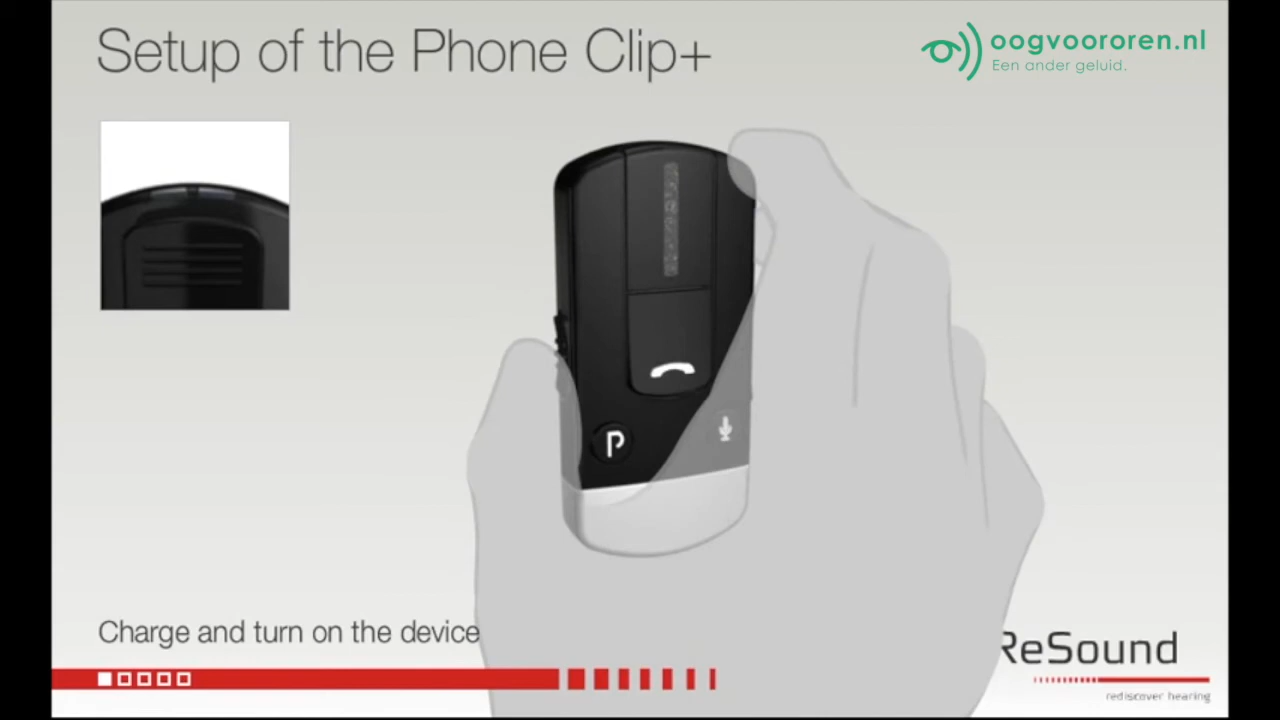 Setup of the Phone Clip+
oogvoororen.nl
Een ander geluid.
P
Charge and turn on the device
ReSound
rediscover hearing